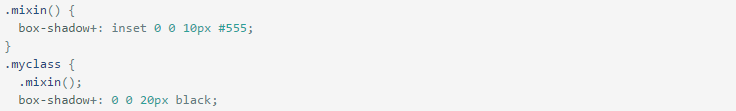 .mixin() {
  box-shadow+: inset 0 0 10px #555;
}
.myclass {
  .mixin();
  box-shadow+: 0 0 20px black;